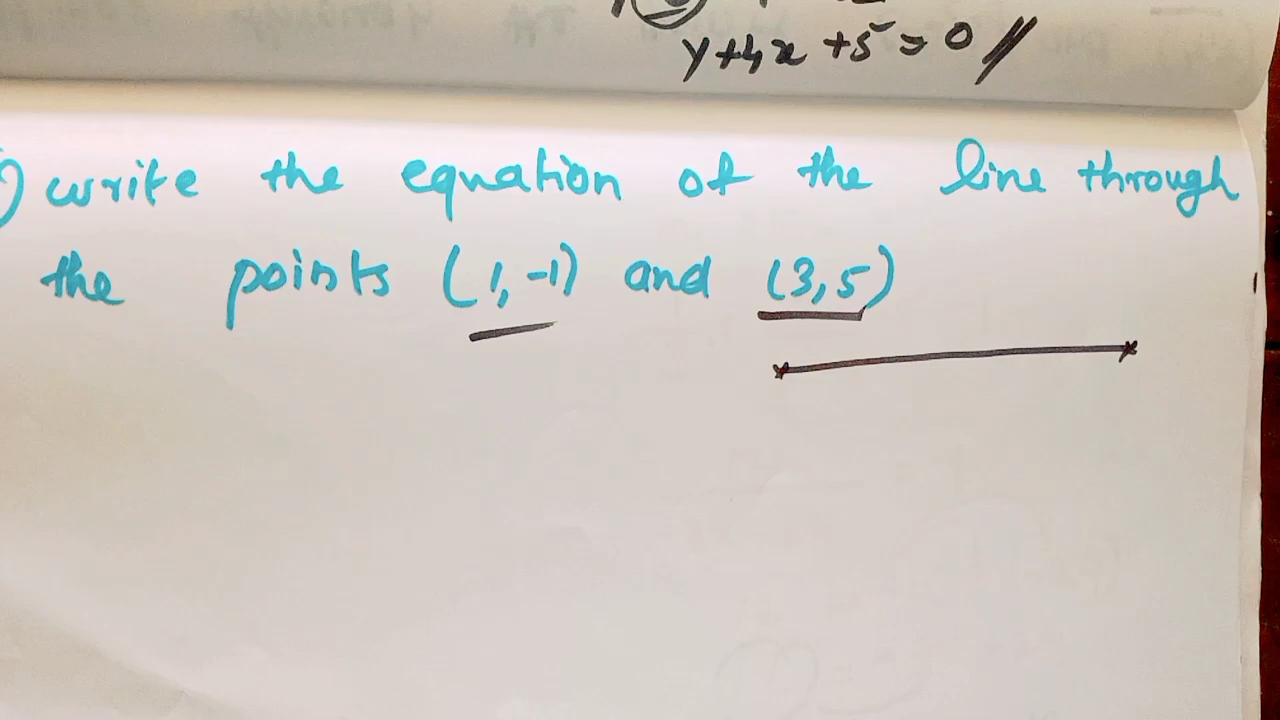 y+4x +5 = 0 //
) write the equation of the line through
the points (1,-1) and (3,5)